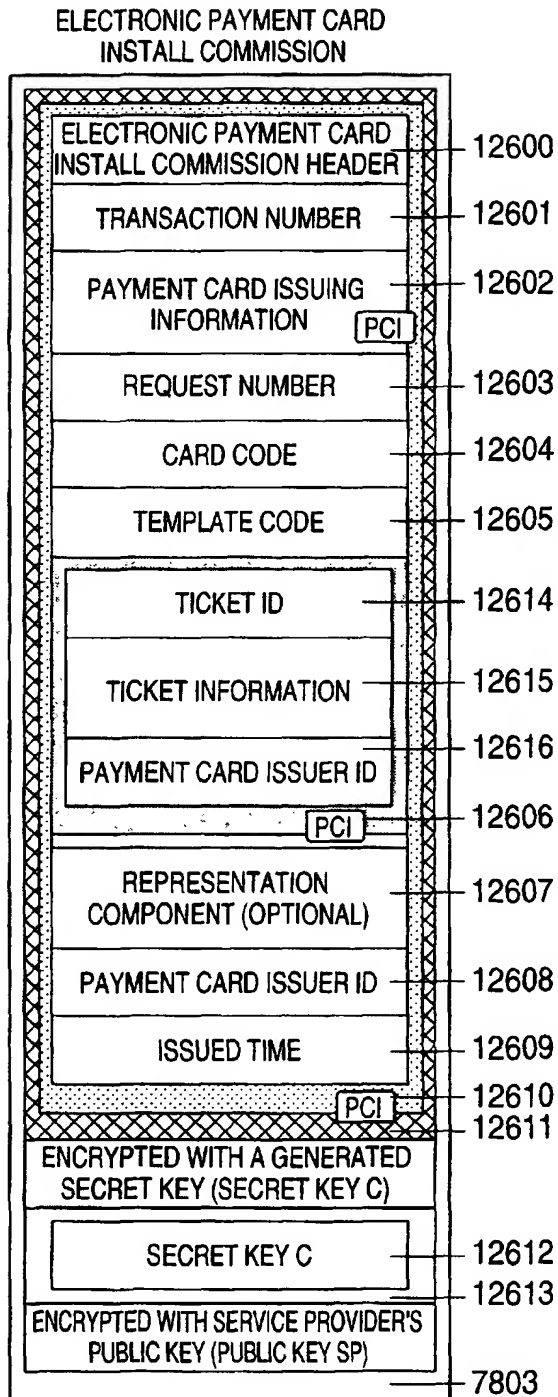 ELECTRONIC PAYMENT CARD
INSTALL COMMISSION
ELECTRONIC PAYMENT CARD
INSTALL COMMISSION HEADER
12600
TRANSACTION NUMBER
12601
PAYMENT CARD ISSUING
INFORMATION
12602
PCI
REQUEST NUMBER
12603
CARD CODE
12604
TEMPLATE CODE
12605
TICKET ID
12614
TICKET INFORMATION
12615
12616
PAYMENT CARD ISSUER ID
PCI
12606
REPRESENTATION
COMPONENT (OPTIONAL)
12607
PAYMENT CARD ISSUER ID
12608
ISSUED TIME
12609
PCI
12610
12611
ENCRYPTED WITH A GENERATED
SECRET KEY (SECRET KEY C)
SECRET KEY C
12612
12613
ENCRYPTED WITH SERVICE PROVIDER'S
PUBLIC KEY (PUBLIC KEY SP)
7803